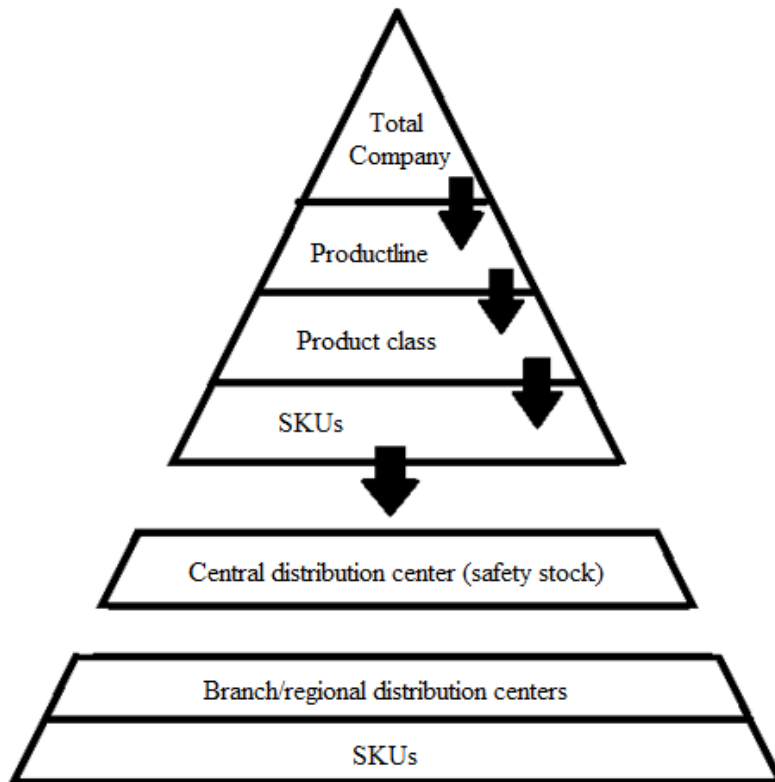 Total
Company
Productline
Product class
SKUs
Central distribution center (safety stock)
Branch/regional distribution centers
SKUs